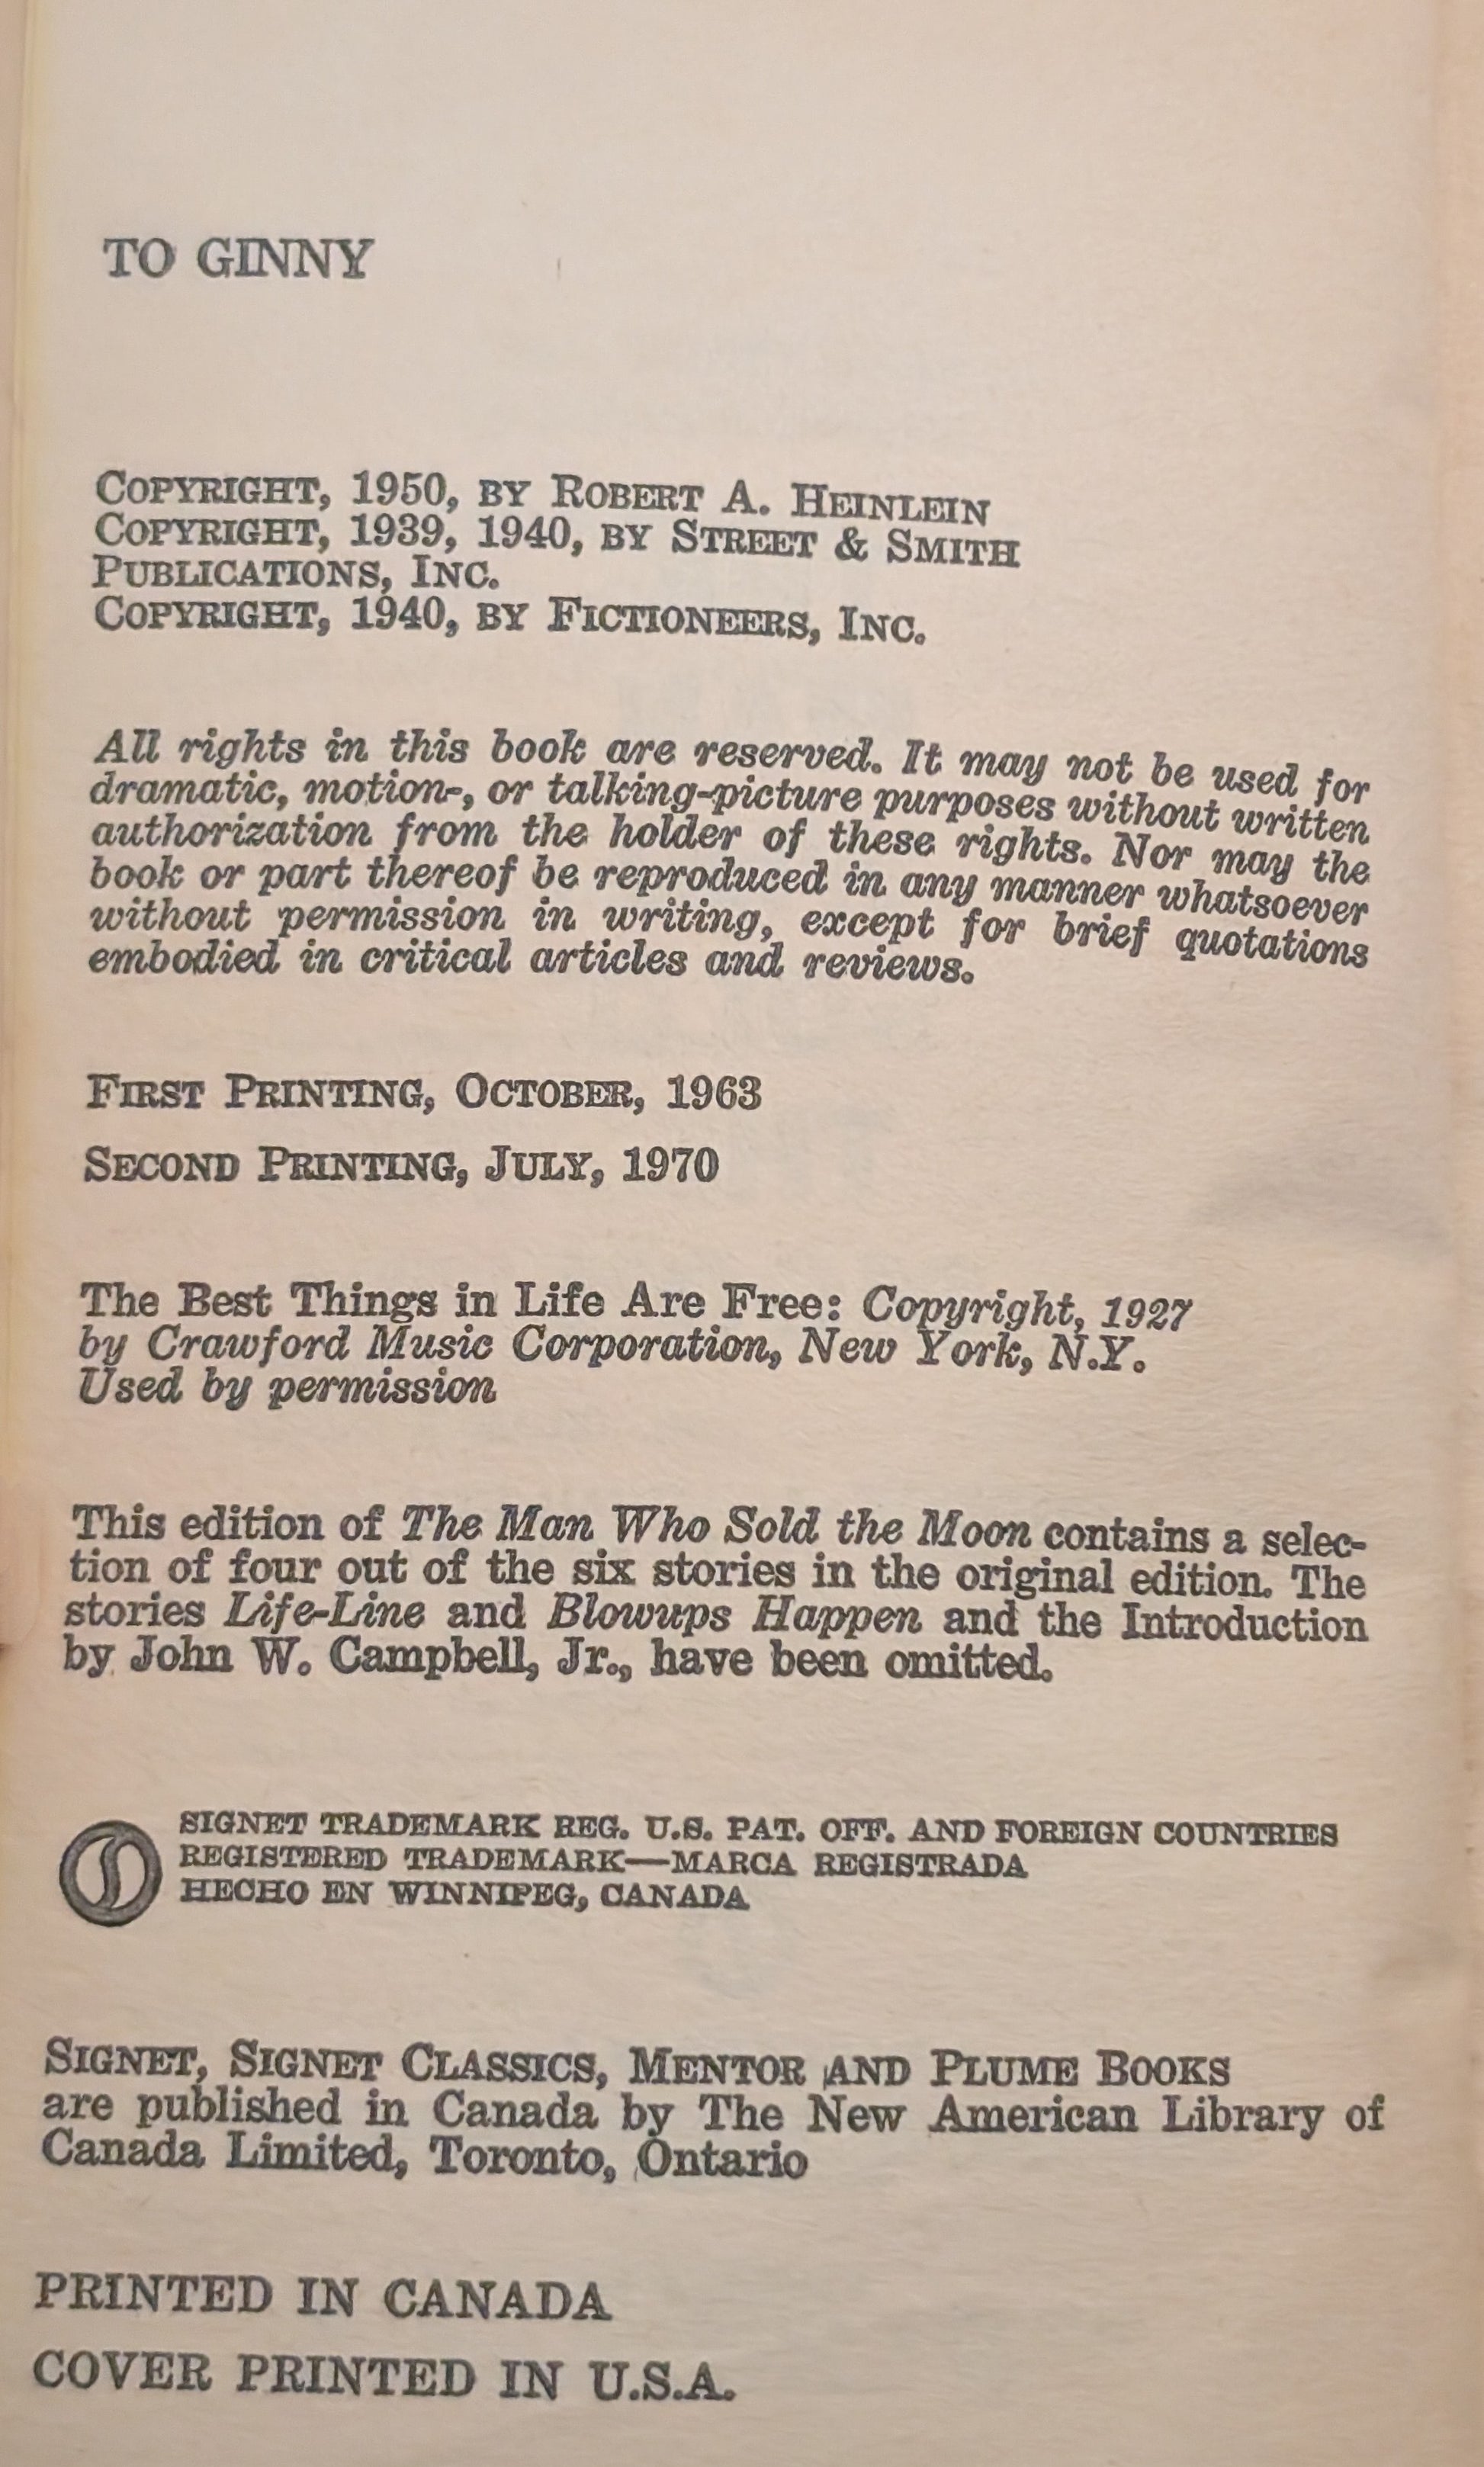 TO GINNY
COPYRIGHT, 1950, BY ROBERT A. HEINLEIN
COPYRIGHT, 1939, 1940, BY STREET & SMITH
PUBLICATIONS, INC.
COPYRIGHT, 1940, BY FICTIONEERS, INC.
All rights in this book are reserved. It may not be used for
dramatic, motion-, or talking-picture purposes without written
authorization from the holder of these rights. Nor may the
book or part thereof be reproduced in any manner whatsoever
without permission in writing, except for brief quotations
embodied in critical articles and reviews.
FIRST PRINTING, OCTOBER, 1963
SECOND PRINTING, JULY, 1970
The Best Things in Life Are Free: Copyright, 1927
by Crawford Music Corporation, New York, N.Y.
Used by permission
This edition of The Man Who Sold the Moon contains a selec-
tion of four out of the six stories in the original edition. The
stories Life-Line and Blowups Happen and the Introduction
by John W. Campbell, Jr., have been omitted.
SIGNET TRADEMARK REG. U.S. PAT. OFF. AND FOREIGN COUNTRIES
REGISTERED TRADEMARK—MARCA REGISTRADA
HECHO EN WINNIPEG, CANADA
SIGNET, SIGNET CLASSICS, MENTOR AND PLUME BOOKS
are published in Canada by The New American Library of
Canada Limited, Toronto, Ontario
PRINTED IN CANADA
COVER PRINTED IN U.S.A.